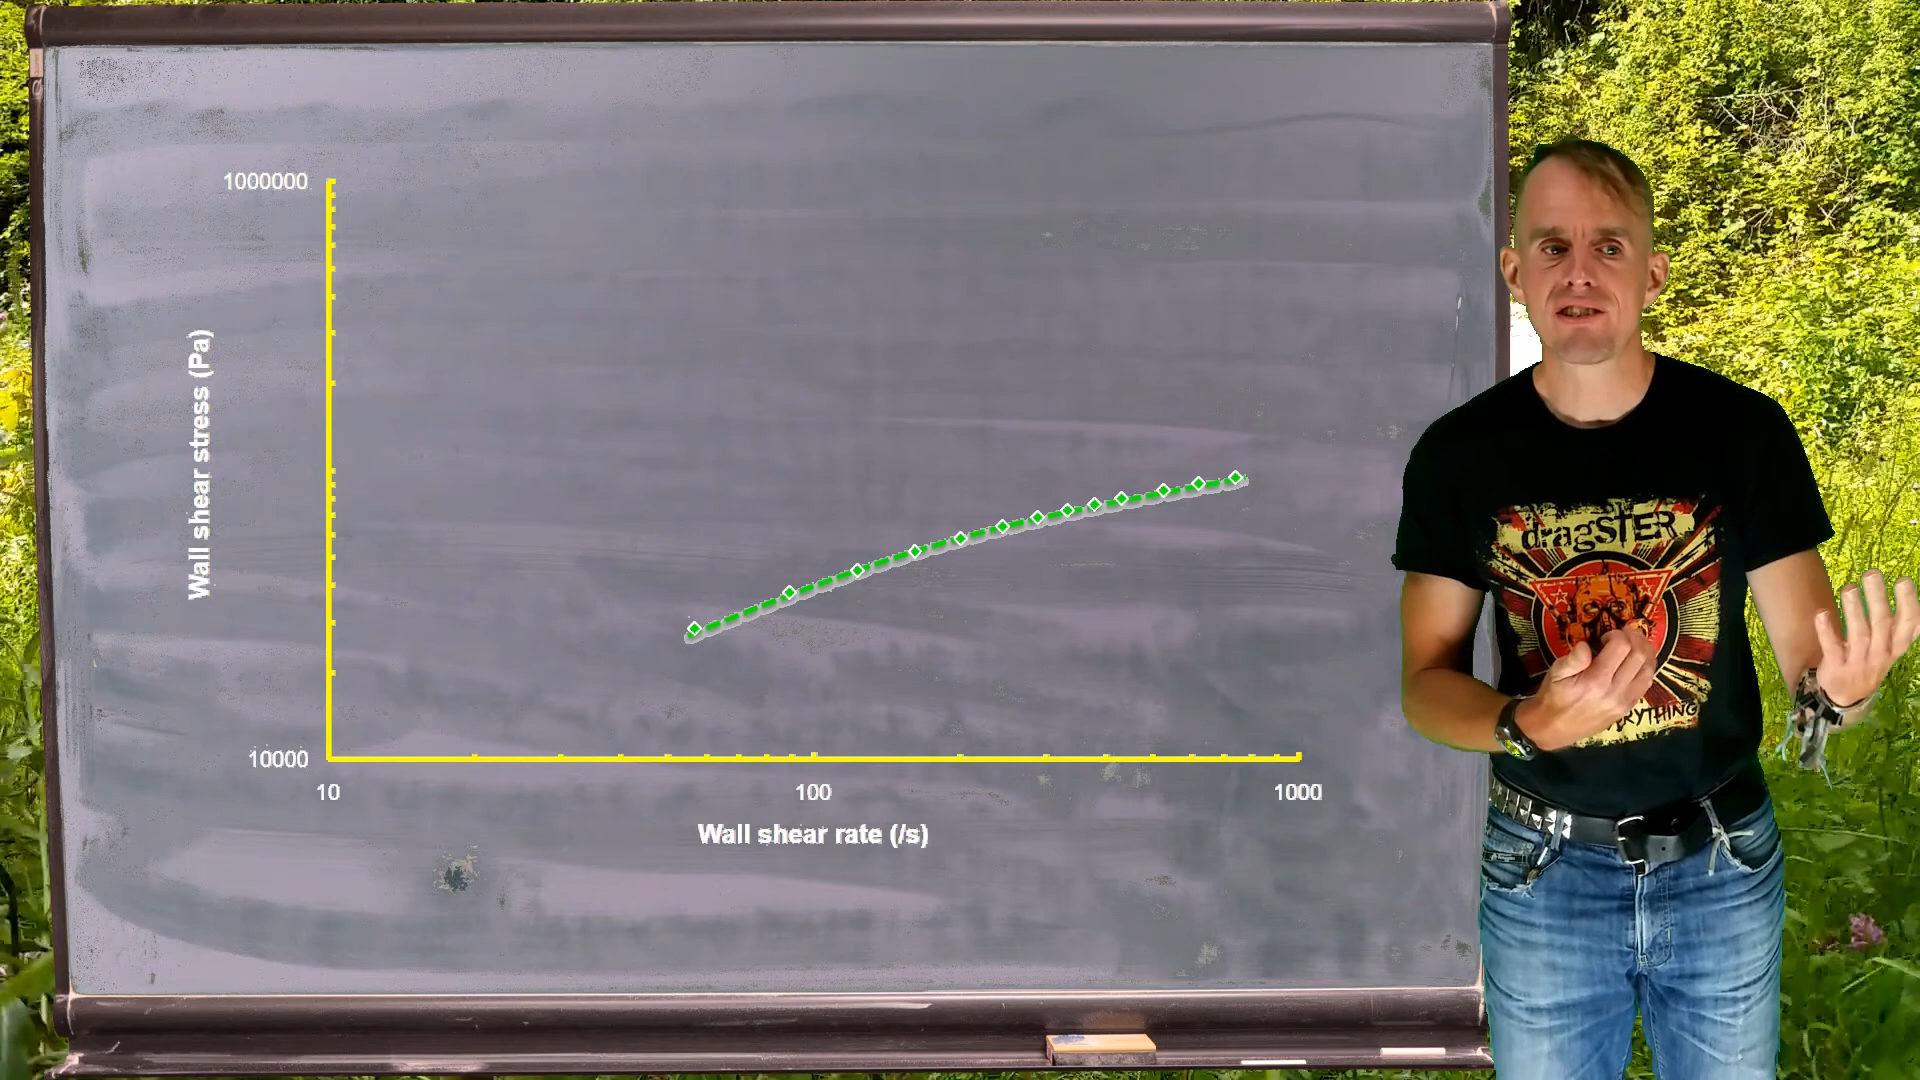 1000000
Wall shear stress (Pa)
10000
10
100
1000
Wall shear rate (/s)
dragSTER
RYTHING